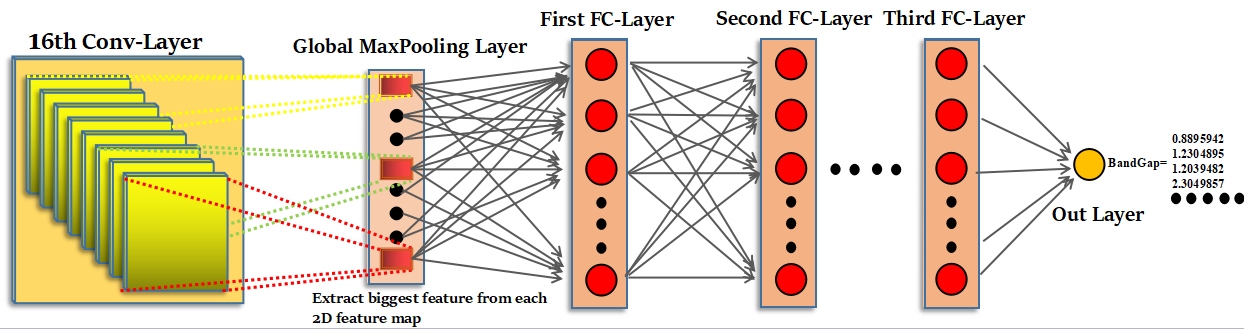 16th Conv-Layer
Global MaxPooling Layer
First FC-Layer
Second FC-Layer
Third FC-Layer
Extract biggest feature from each
2D feature map
BandGap=
0.8895942
1.2304895
1.2039482
2.3049857
Out Layer